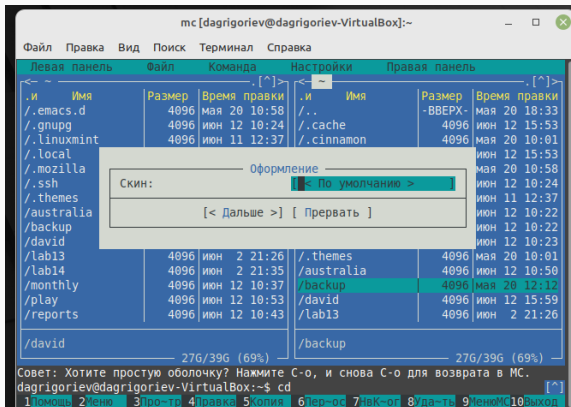 mc [dagrigoriev@dagrigoriev-VirtualBox]:~
Файл Правка Вид Поиск Терминал Справка
Левая панель Файл Команда Настройки Правая панель
<— ~ .[^]> <— ~ .[^]>
.и Имя Размер Время правки .и Имя Размер Время правки
/.emacs.d 4096 мая 20 10:58 /.. -ВВЕРХ- мая 20 18:33
/.gnupg 4096 июн 12 10:24 /.cache 4096 июн 12 15:53
/.linuxmint 4096 июн 11 12:37 /.cinnamon 4096 мая 20 10:01
/.local июн 12 15:53
/.mozilla Оформление мая 20 10:58
/.ssh Скин: [ < По умолчанию > ] июн 12 10:24
/.themes июн 11 12:37
/australia [< Дальше >] [ Прервать ] июн 12 10:22
/backup июн 12 10:22
/david июн 12 10:23
/lab13 4096 июн 2 21:26 /.themes 4096 мая 20 10:01
/lab14 4096 июн 2 21:35 /australia 4096 июн 12 10:50
/monthly 4096 июн 12 10:37 /backup 4096 мая 20 12:12
/play 4096 июн 12 10:53 /david 4096 июн 12 15:59
/reports 4096 июн 12 10:43 /lab13 4096 июн 2 21:26
/david /backup
27G/39G (69%) 27G/39G (69%)
Совет: Хотите простую оболочку? Нажмите C-o, и снова C-o для возврата в MC.
dagrigoriev@dagrigoriev-VirtualBox:~$ cd [^]
1Помощь 2Меню 3Про~тр 4Правка 5Копия 6Пер~ос 7НвК~ог 8Уда~ть 9МенюMC 10Выход